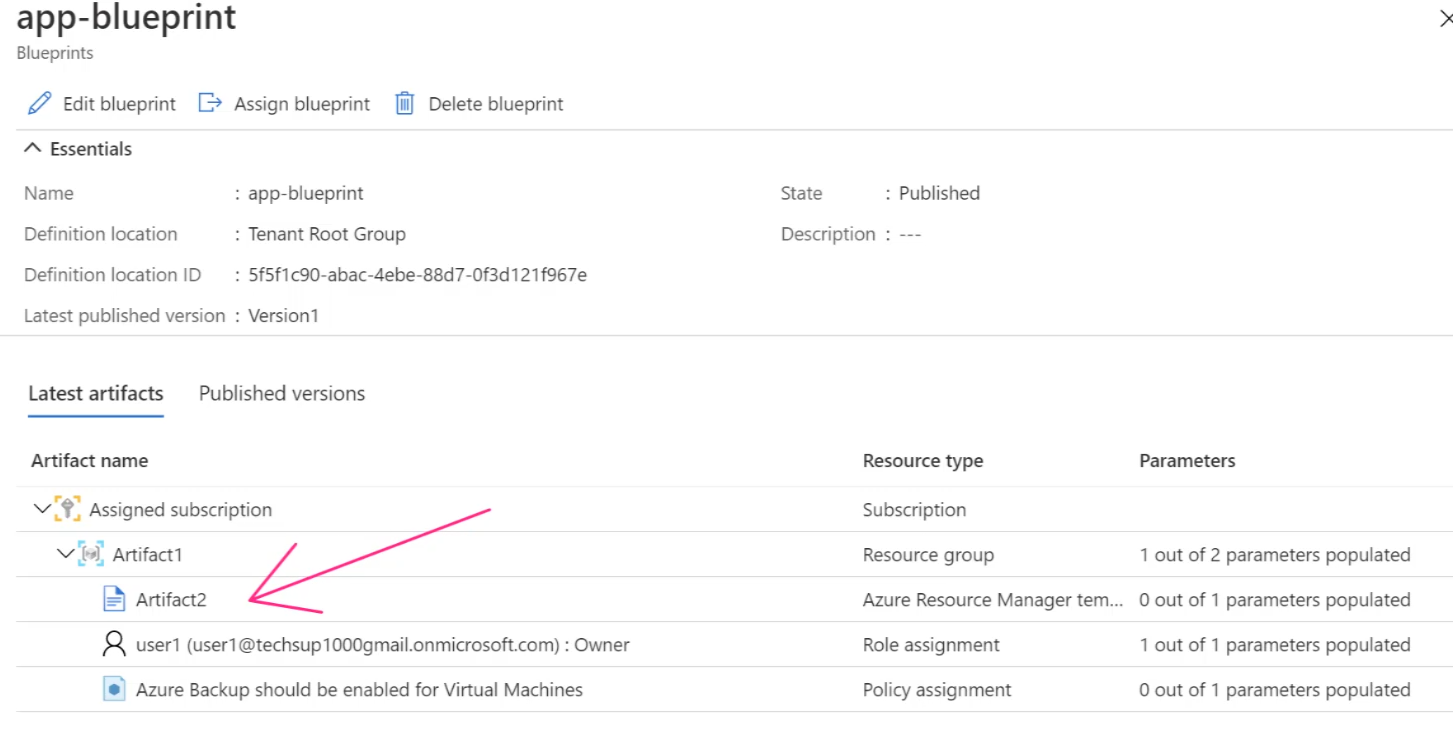 app-blueprint
Blueprints
Edit blueprint Assign blueprint Delete blueprint
Essentials
Name : app-blueprint State : Published
Definition location : Tenant Root Group Description : ---
Definition location ID : 5f5f1c90-abac-4ebe-88d7-0f3d121f967e
Latest published version : Version1
Latest artifacts Published versions
Artifact name Resource type Parameters
Assigned subscription Subscription
Artifact1 Resource group 1 out of 2 parameters populated
Artifact2 Azure Resource Manager tem... 0 out of 1 parameters populated
user1 (user1@techsup1000gmail.onmicrosoft.com) : Owner Role assignment 1 out of 1 parameters populated
Azure Backup should be enabled for Virtual Machines Policy assignment 0 out of 1 parameters populated